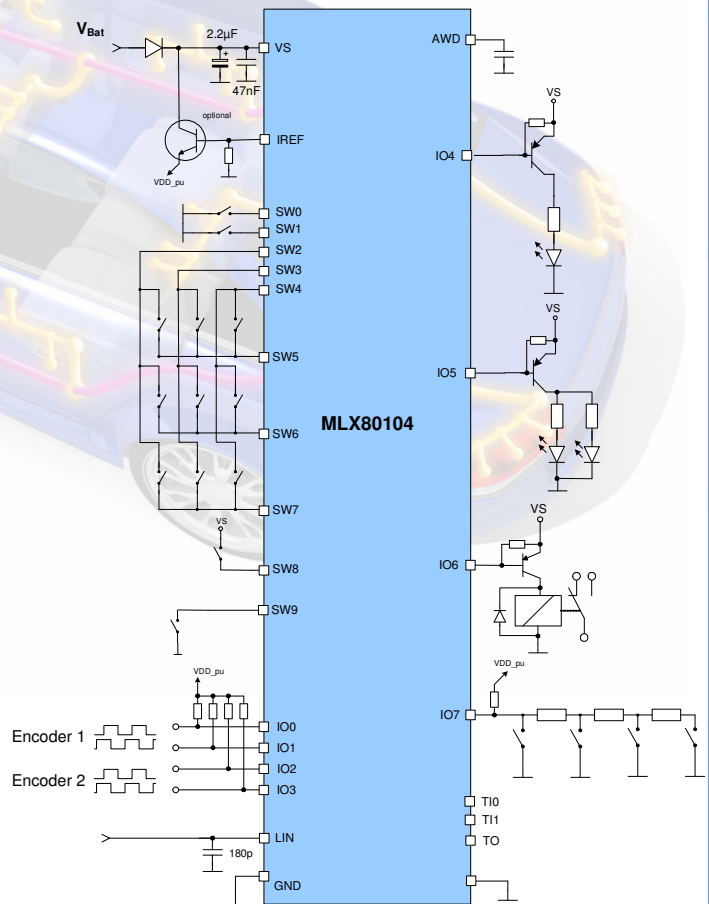 V_Bat
2.2µF
+
47nF
VS
optional
IREF
VDD_pu
SW0
SW1
SW2
SW3
SW4
SW5
SW6
SW7
VS
SW8
SW9
VDD_pu
Encoder 1
IO0
IO1
Encoder 2
IO2
IO3
LIN
180p
GND
MLX80104
AWD
VS
IO4
VS
IO5
VS
IO6
VDD_pu
IO7
TI0
TI1
TO